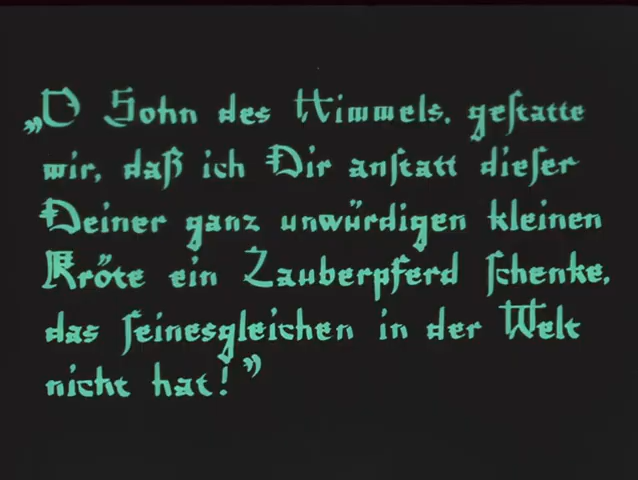 „O Sohn des Himmels, geſtatte
mir, daß ich Dir anſtatt dieſer
Deiner ganz unwürdigen kleinen
Kröte ein Zauberpferd ſchenke,
das ſeinesgleichen in der Welt
nicht hat!”